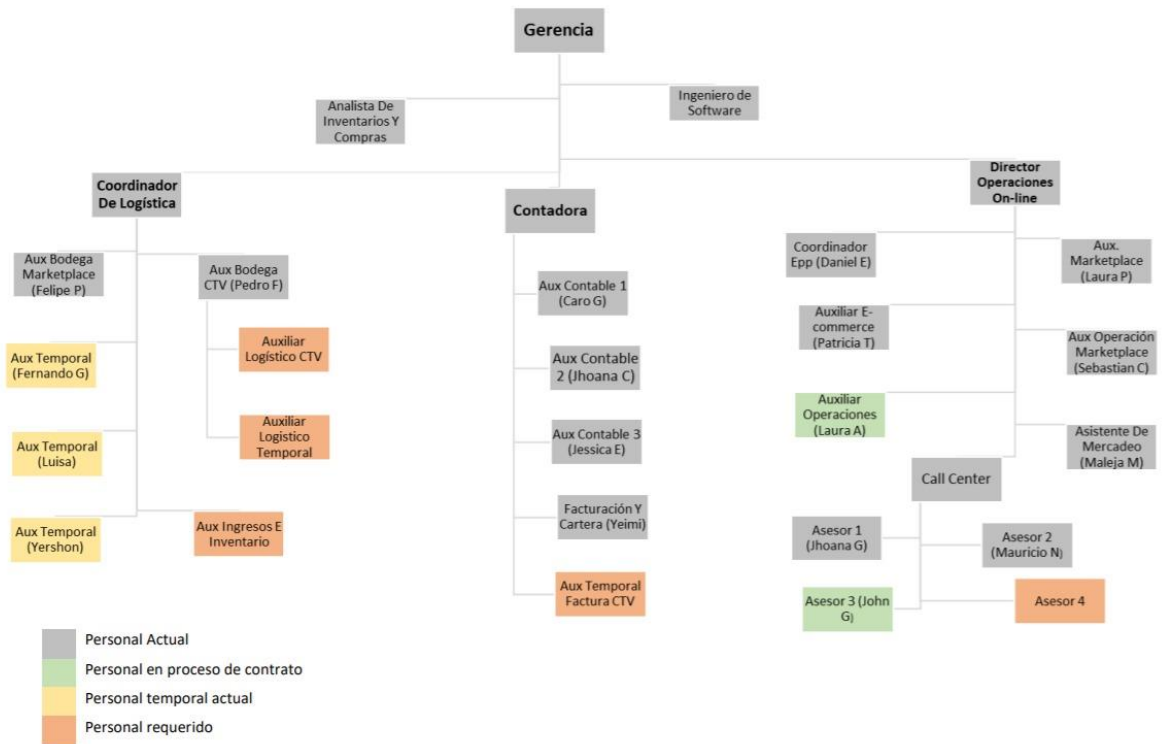 Gerencia
Analista De
Inventarios Y
Compras
Ingeniero de
Software
Coordinador
De Logística
Contadora
Director
Operaciones
On-line
Aux Bodega
Marketplace
(Felipe P)
Aux Bodega
CTV (Pedro F)
Aux Temporal
(Fernando G)
Auxiliar
Logístico CTV
Aux Temporal
(Luisa)
Auxiliar
Logistico
Temporal
Aux Temporal
(Yershon)
Aux Ingresos E
Inventario
Aux Contable 1
(Caro G)
Aux Contable
2 (Jhoana C)
Aux Contable 3
(Jessica E)
Facturación Y
Cartera (Yeimi)
Aux Temporal
Factura CTV
Coordinador
Epp (Daniel E)
Aux.
Marketplace
(Laura P)
Auxiliar E-
commerce
(Patricia T)
Aux Operación
Marketplace
(Sebastian C)
Auxiliar
Operaciones
(Laura A)
Asistente De
Mercadeo
(Maleja M)
Call Center
Asesor 1
(Jhoana G)
Asesor 2
(Mauricio N)
Asesor 3 (John
G)
Asesor 4
Personal Actual
Personal en proceso de contrato
Personal temporal actual
Personal requerido